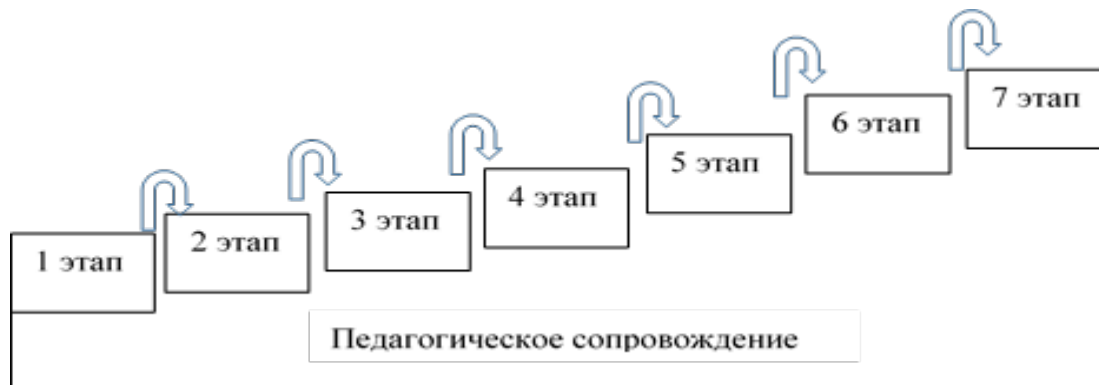 1 этап
2 этап
3 этап
4 этап
5 этап
6 этап
7 этап
Педагогическое сопровождение